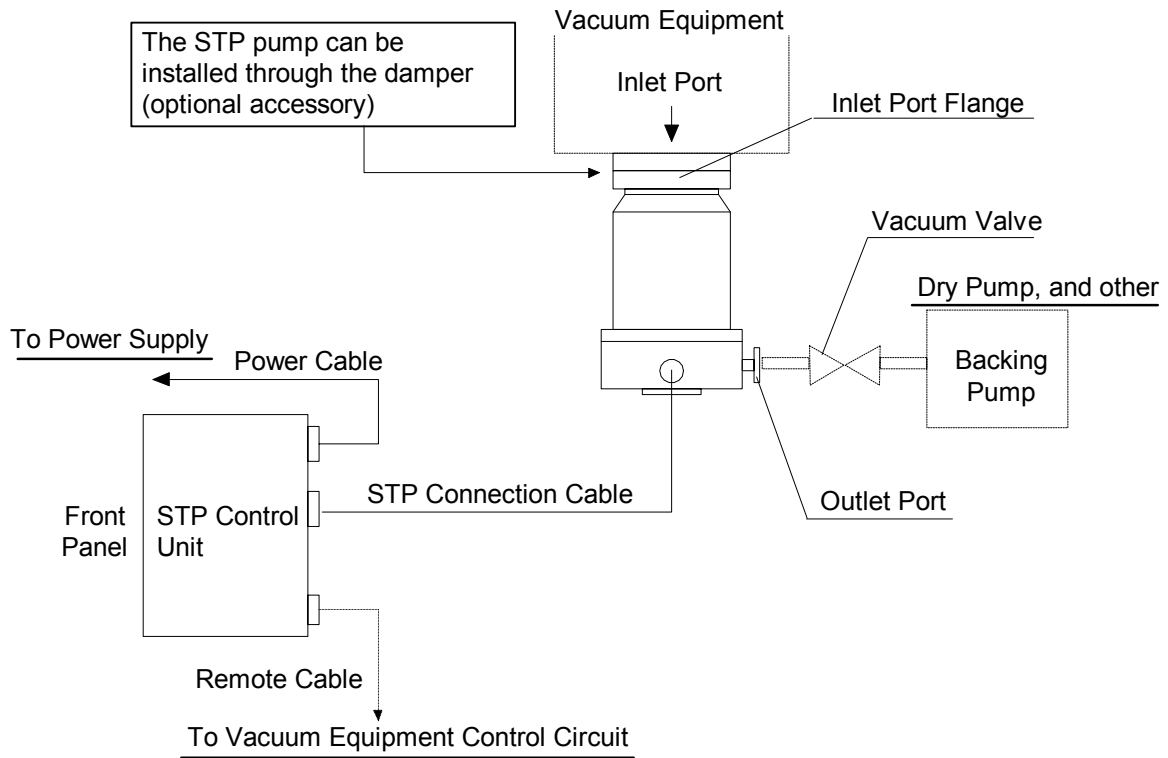 Vacuum Equipment
The STP pump can be
installed through the damper
(optional accessory)
Inlet Port
Inlet Port Flange
Vacuum Valve
Dry Pump, and other
To Power Supply
Power Cable
Backing
Pump
STP Connection Cable
Outlet Port
Front
Panel
STP Control
Unit
Remote Cable
To Vacuum Equipment Control Circuit